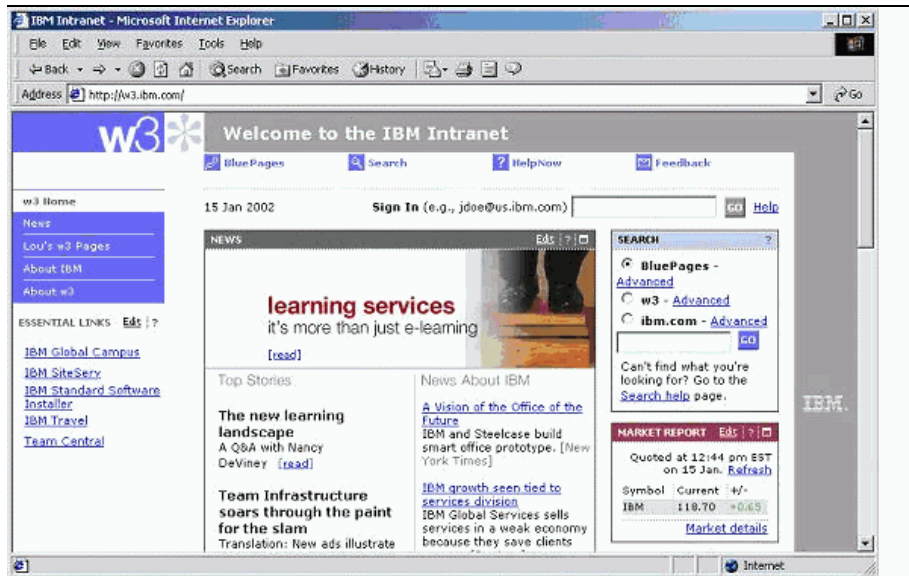 IBM Intranet - Microsoft Internet Explorer
File Edit View Favorites Tools Help
Back Search Favorites History
Address http://w3.ibm.com/ Go
w3* Welcome to the IBM Intranet
BluePages Search HelpNow Feedback
w3 Home
News
Lou's w3 Pages
About IBM
About w3
ESSENTIAL LINKS Edit ?
IBM Global Campus
IBM SiteServ
IBM Standard Software
Installer
IBM Travel
Team Central
15 Jan 2002 Sign In (e.g., jdoe@us.ibm.com) GO Help
NEWS Edit ?
learning services
it's more than just e-learning
[read]
Top Stories
The new learning
landscape
A Q&A with Nancy
DeViney [read]
Team Infrastructure
soars through the paint
for the slam
Translation: New ads illustrate
News About IBM
A Vision of the Office of the
Future
IBM and Steelcase build
smart office prototype. [New
York Times]
IBM growth seen tied to
services division
IBM Global Services sells
services in a weak economy
because they save clients
SEARCH ?
BluePages -
Advanced
w3 - Advanced
ibm.com - Advanced
GO
Can't find what you're
looking for? Go to the
Search help page.
MARKET REPORT Edit ?
Quoted at 12:44 pm EST
on 15 Jan. Refresh
Symbol Current +/-
IBM 118.70 +0.65
Market details
IBM.
Internet